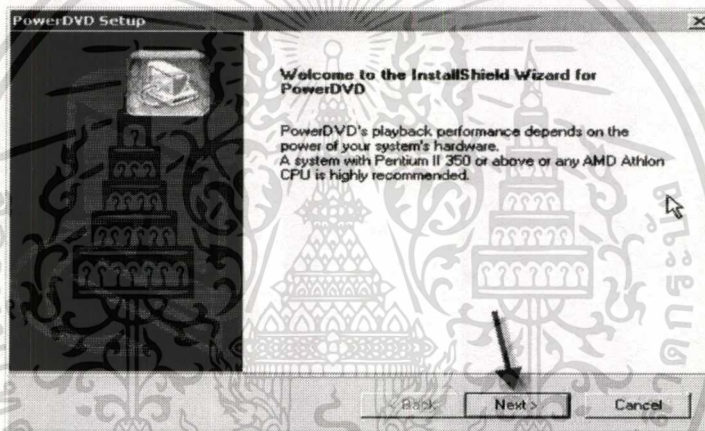 PowerDVD Setup
Welcome to the InstallShield Wizard for
PowerDVD
PowerDVD's playback performance depends on the
power of your system's hardware.
A system with Pentium II 350 or above or any AMD Athlon
CPU is highly recommended.
< Back
Next >
Cancel